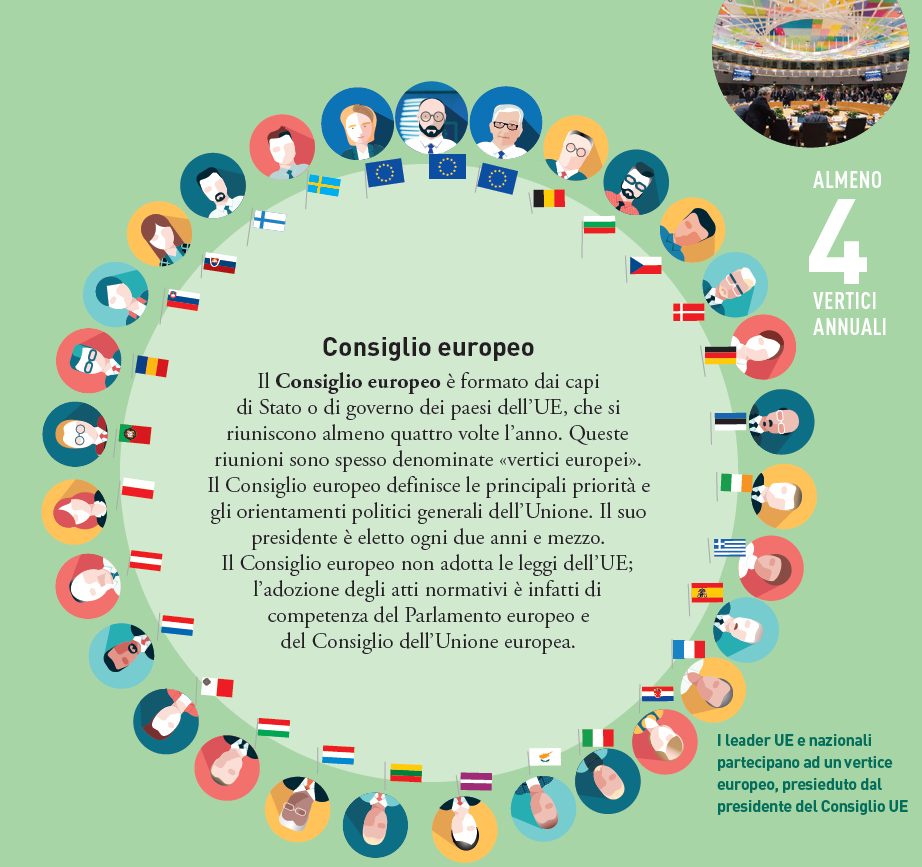 ALMENO
4
VERTICI
ANNUALI
Consiglio europeo
Il Consiglio europeo è formato dai capi
di Stato o di governo dei paesi dell'UE, che si
riuniscono almeno quattro volte l'anno. Queste
riunioni sono spesso denominate «vertici europei».
Il Consiglio europeo definisce le principali priorità e
gli orientamenti politici generali dell'Unione. Il suo
presidente è eletto ogni due anni e mezzo.
Il Consiglio europeo non adotta le leggi dell'UE;
l'adozione degli atti normativi è infatti di
competenza del Parlamento europeo e
del Consiglio dell'Unione europea.
I leader UE e nazionali
partecipano ad un vertice
europeo, presieduto dal
presidente del Consiglio UE